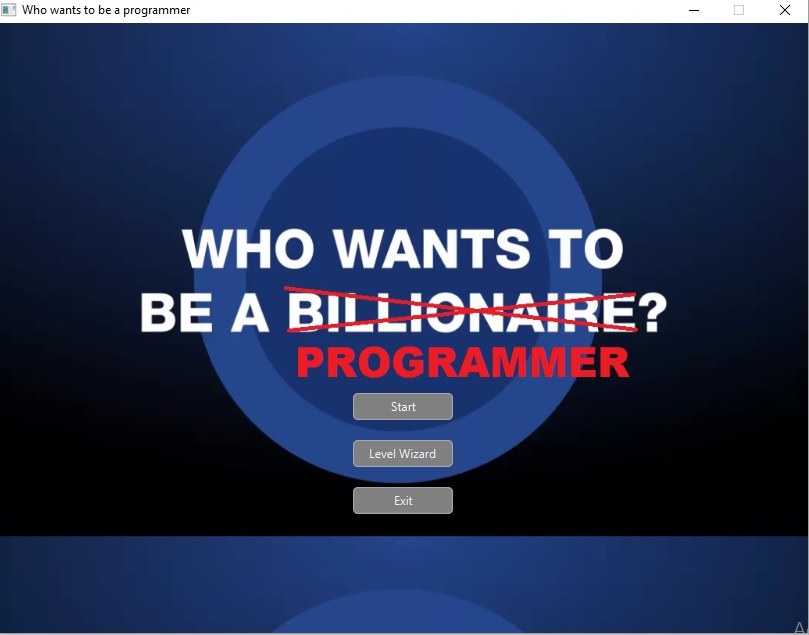 Who wants to be a programmer
WHO WANTS TO
BE A BILLIONAIRE?
PROGRAMMER
Start
Level Wizard
Exit
A